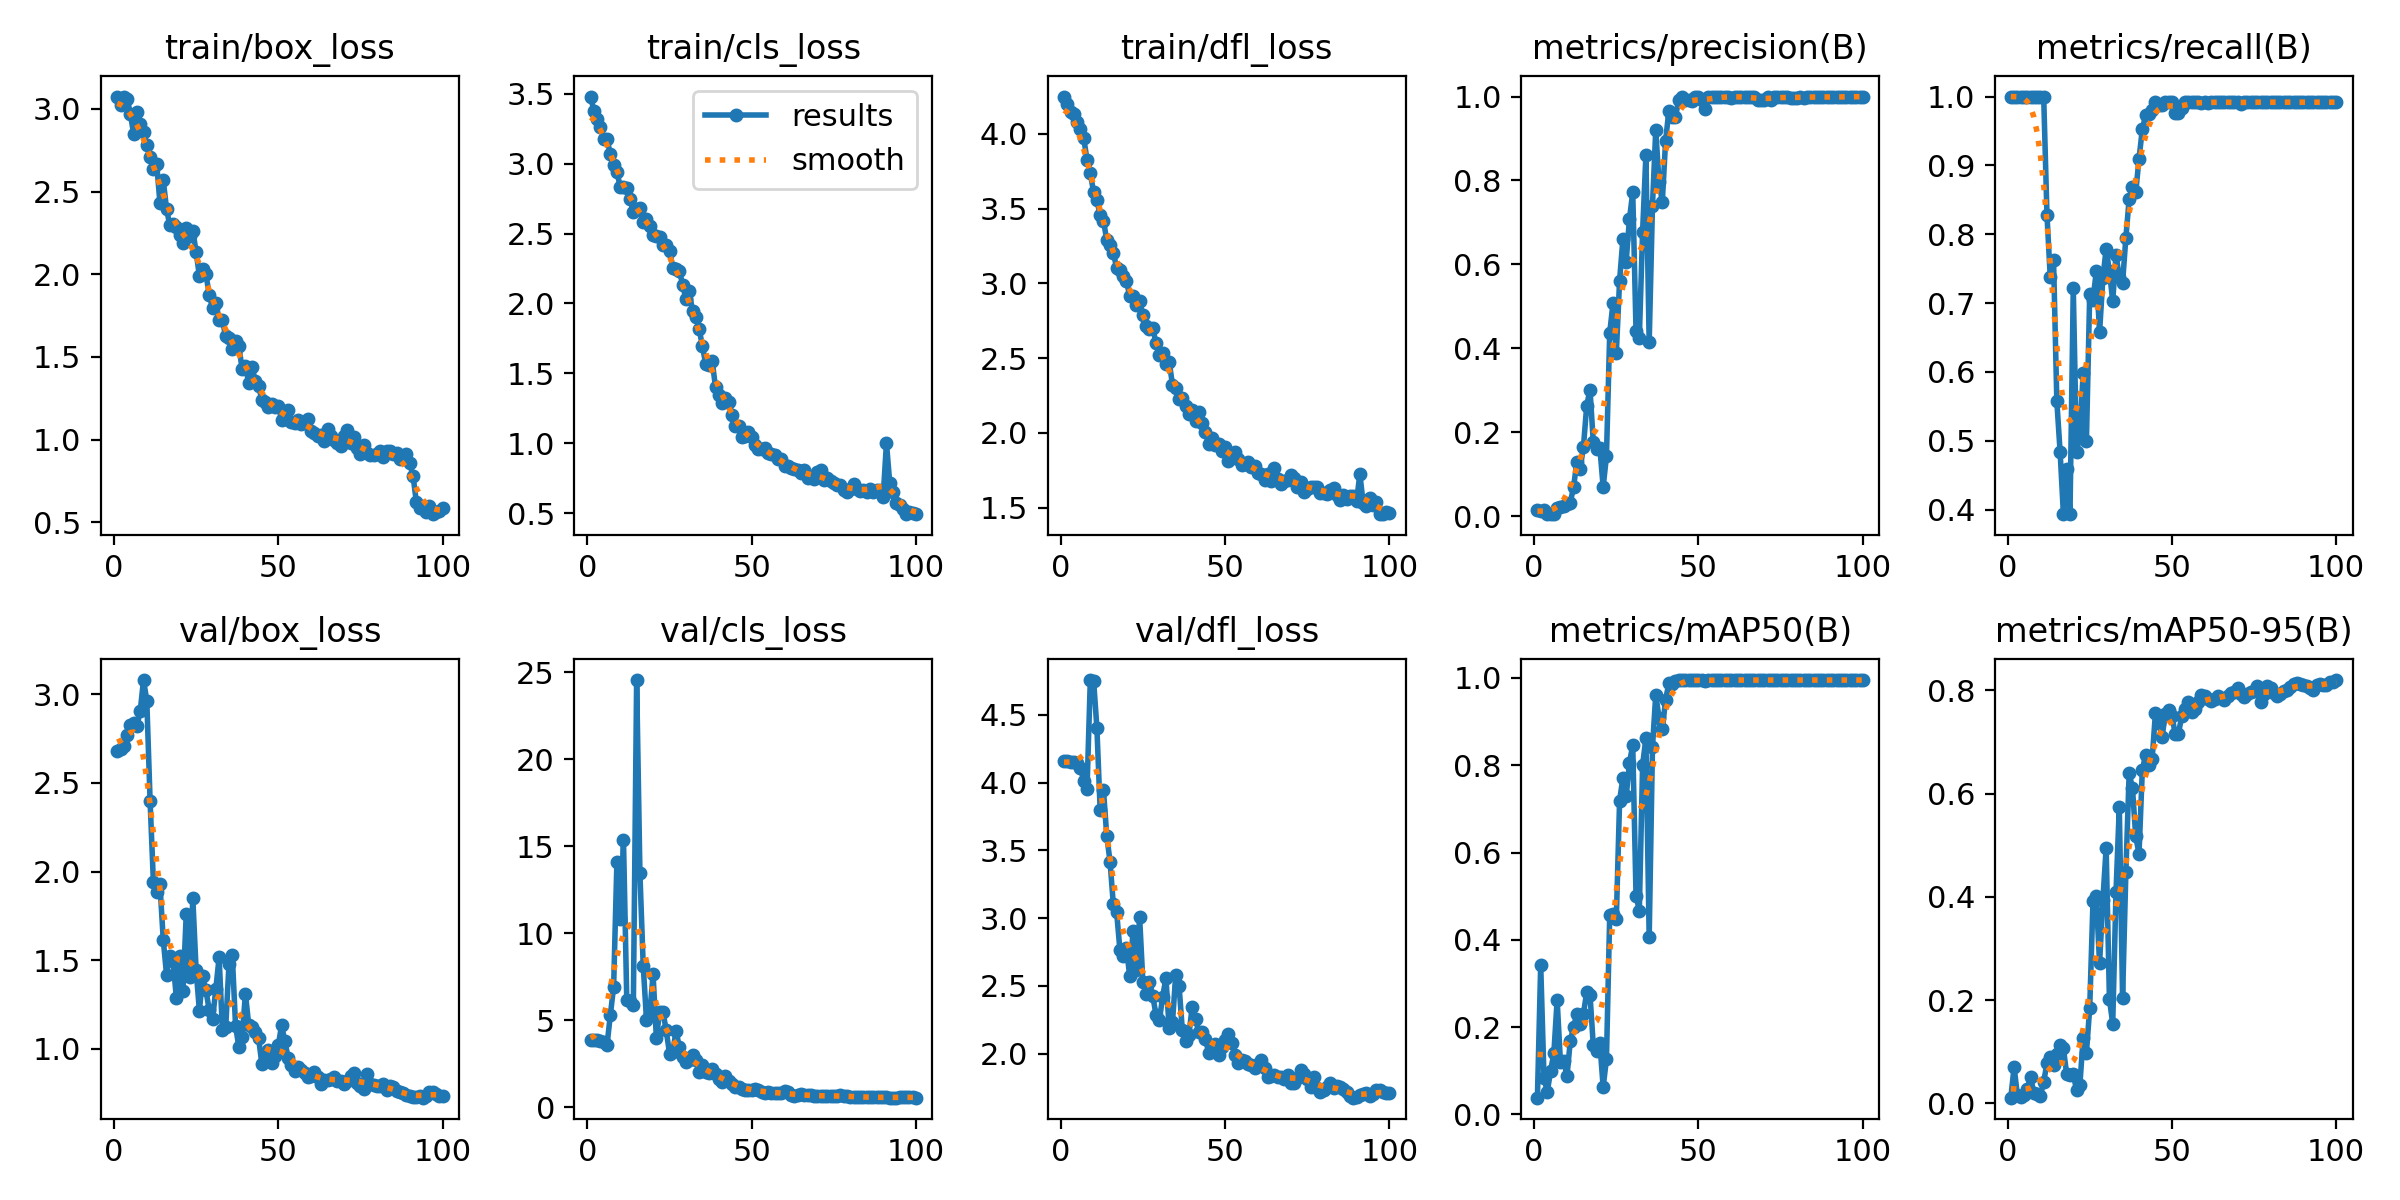 train/box_loss
3.0
2.5
2.0
1.5
1.0
0.5
0 50 100
train/cls_loss
results
smooth
3.5
3.0
2.5
2.0
1.5
1.0
0.5
0 50 100
train/dfl_loss
4.0
3.5
3.0
2.5
2.0
1.5
0 50 100
metrics/precision(B)
1.0
0.8
0.6
0.4
0.2
0.0
0 50 100
metrics/recall(B)
1.0
0.9
0.8
0.7
0.6
0.5
0.4
0 50 100
val/box_loss
3.0
2.5
2.0
1.5
1.0
0 50 100
val/cls_loss
25
20
15
10
5
0
0 50 100
val/dfl_loss
4.5
4.0
3.5
3.0
2.5
2.0
0 50 100
metrics/mAP50(B)
1.0
0.8
0.6
0.4
0.2
0.0
0 50 100
metrics/mAP50-95(B)
0.8
0.6
0.4
0.2
0.0
0 50 100